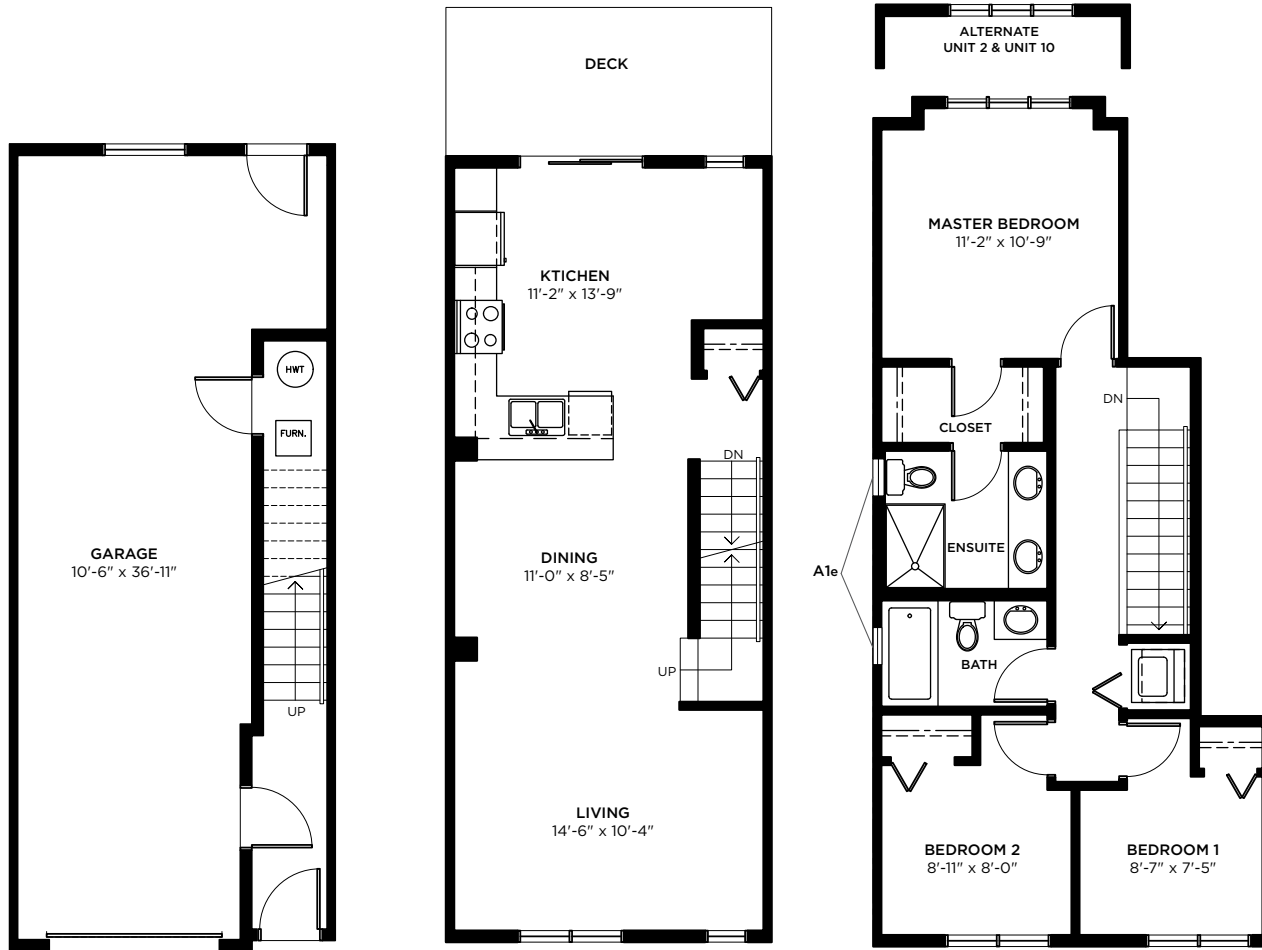 HWT
FURN.
GARAGE
10'-6" x 36'-11"
UP
DECK
KTICHEN
11'-2" x 13'-9"
DN
DINING
11'-0" x 8'-5"
UP
LIVING
14'-6" x 10'-4"
ALTERNATE
UNIT 2 & UNIT 10
MASTER BEDROOM
11'-2" x 10'-9"
DN
CLOSET
ENSUITE
A1e
BATH
BEDROOM 2
8'-11" x 8'-0"
BEDROOM 1
8'-7" x 7'-5"